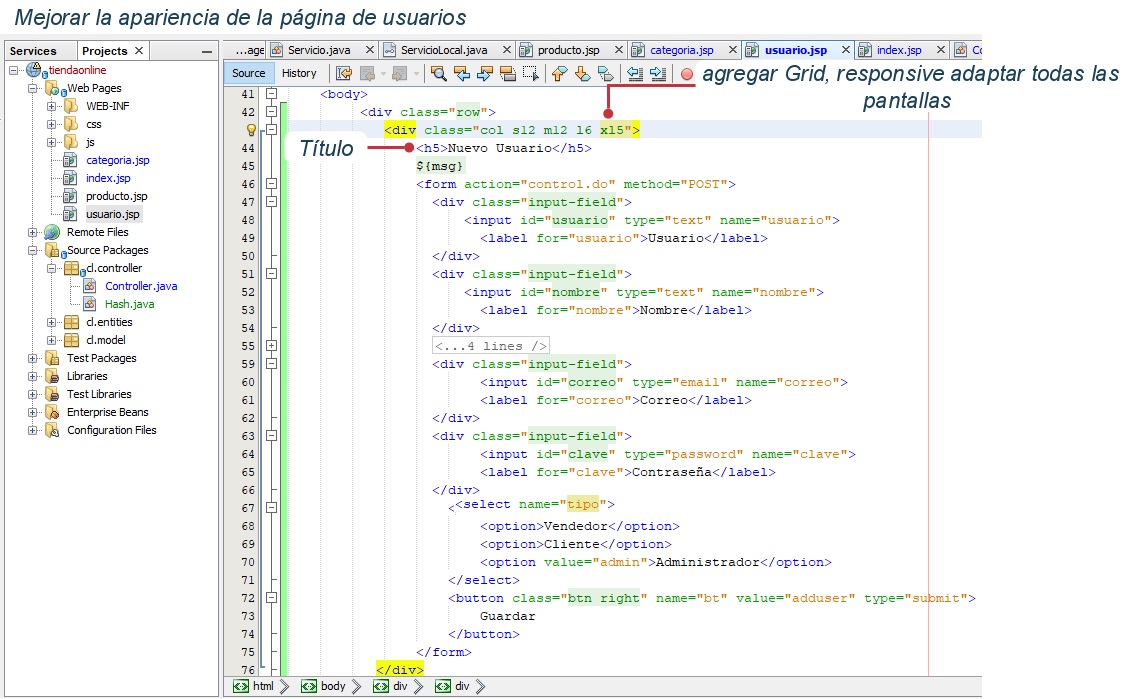 Mejorar la apariencia de la página de usuarios
Services
Projects
tiendaonline
Web Pages
WEB-INF
css
js
categoria.jsp
index.jsp
producto.jsp
usuario.jsp
Remote Files
Source Packages
cl.controller
Controller.java
Hash.java
cl.entities
cl.model
Test Packages
Libraries
Test Libraries
Enterprise Beans
Configuration Files
...age Servicio.java ServicioLocal.java producto.jsp categoria.jsp usuario.jsp index.jsp Co
Source History
agregar Grid, responsive adaptar todas las
pantallas
Título
41 <body>
42 <div class="row">
<div class="col s12 m12 l6 xl5">
44 <h5>Nuevo Usuario</h5>
45 ${msg}
46 <form action="control.do" method="POST">
47 <div class="input-field">
48 <input id="usuario" type="text" name="usuario">
49 <label for="usuario">Usuario</label>
50 </div>
51 <div class="input-field">
52 <input id="nombre" type="text" name="nombre">
53 <label for="nombre">Nombre</label>
54 </div>
55 <...4 lines />
59 <div class="input-field">
60 <input id="correo" type="email" name="correo">
61 <label for="correo">Correo</label>
62 </div>
63 <div class="input-field">
64 <input id="clave" type="password" name="clave">
65 <label for="clave">Contraseña</label>
66 </div>
67 <<select name="tipo">
68 <option>Vendedor</option>
69 <option>Cliente</option>
70 <option value="admin">Administrador</option>
71 </select>
72 <button class="btn right" name="bt" value="adduser" type="submit">
73 Guardar
74 </button>
75 </form>
76 </div>
html body div div